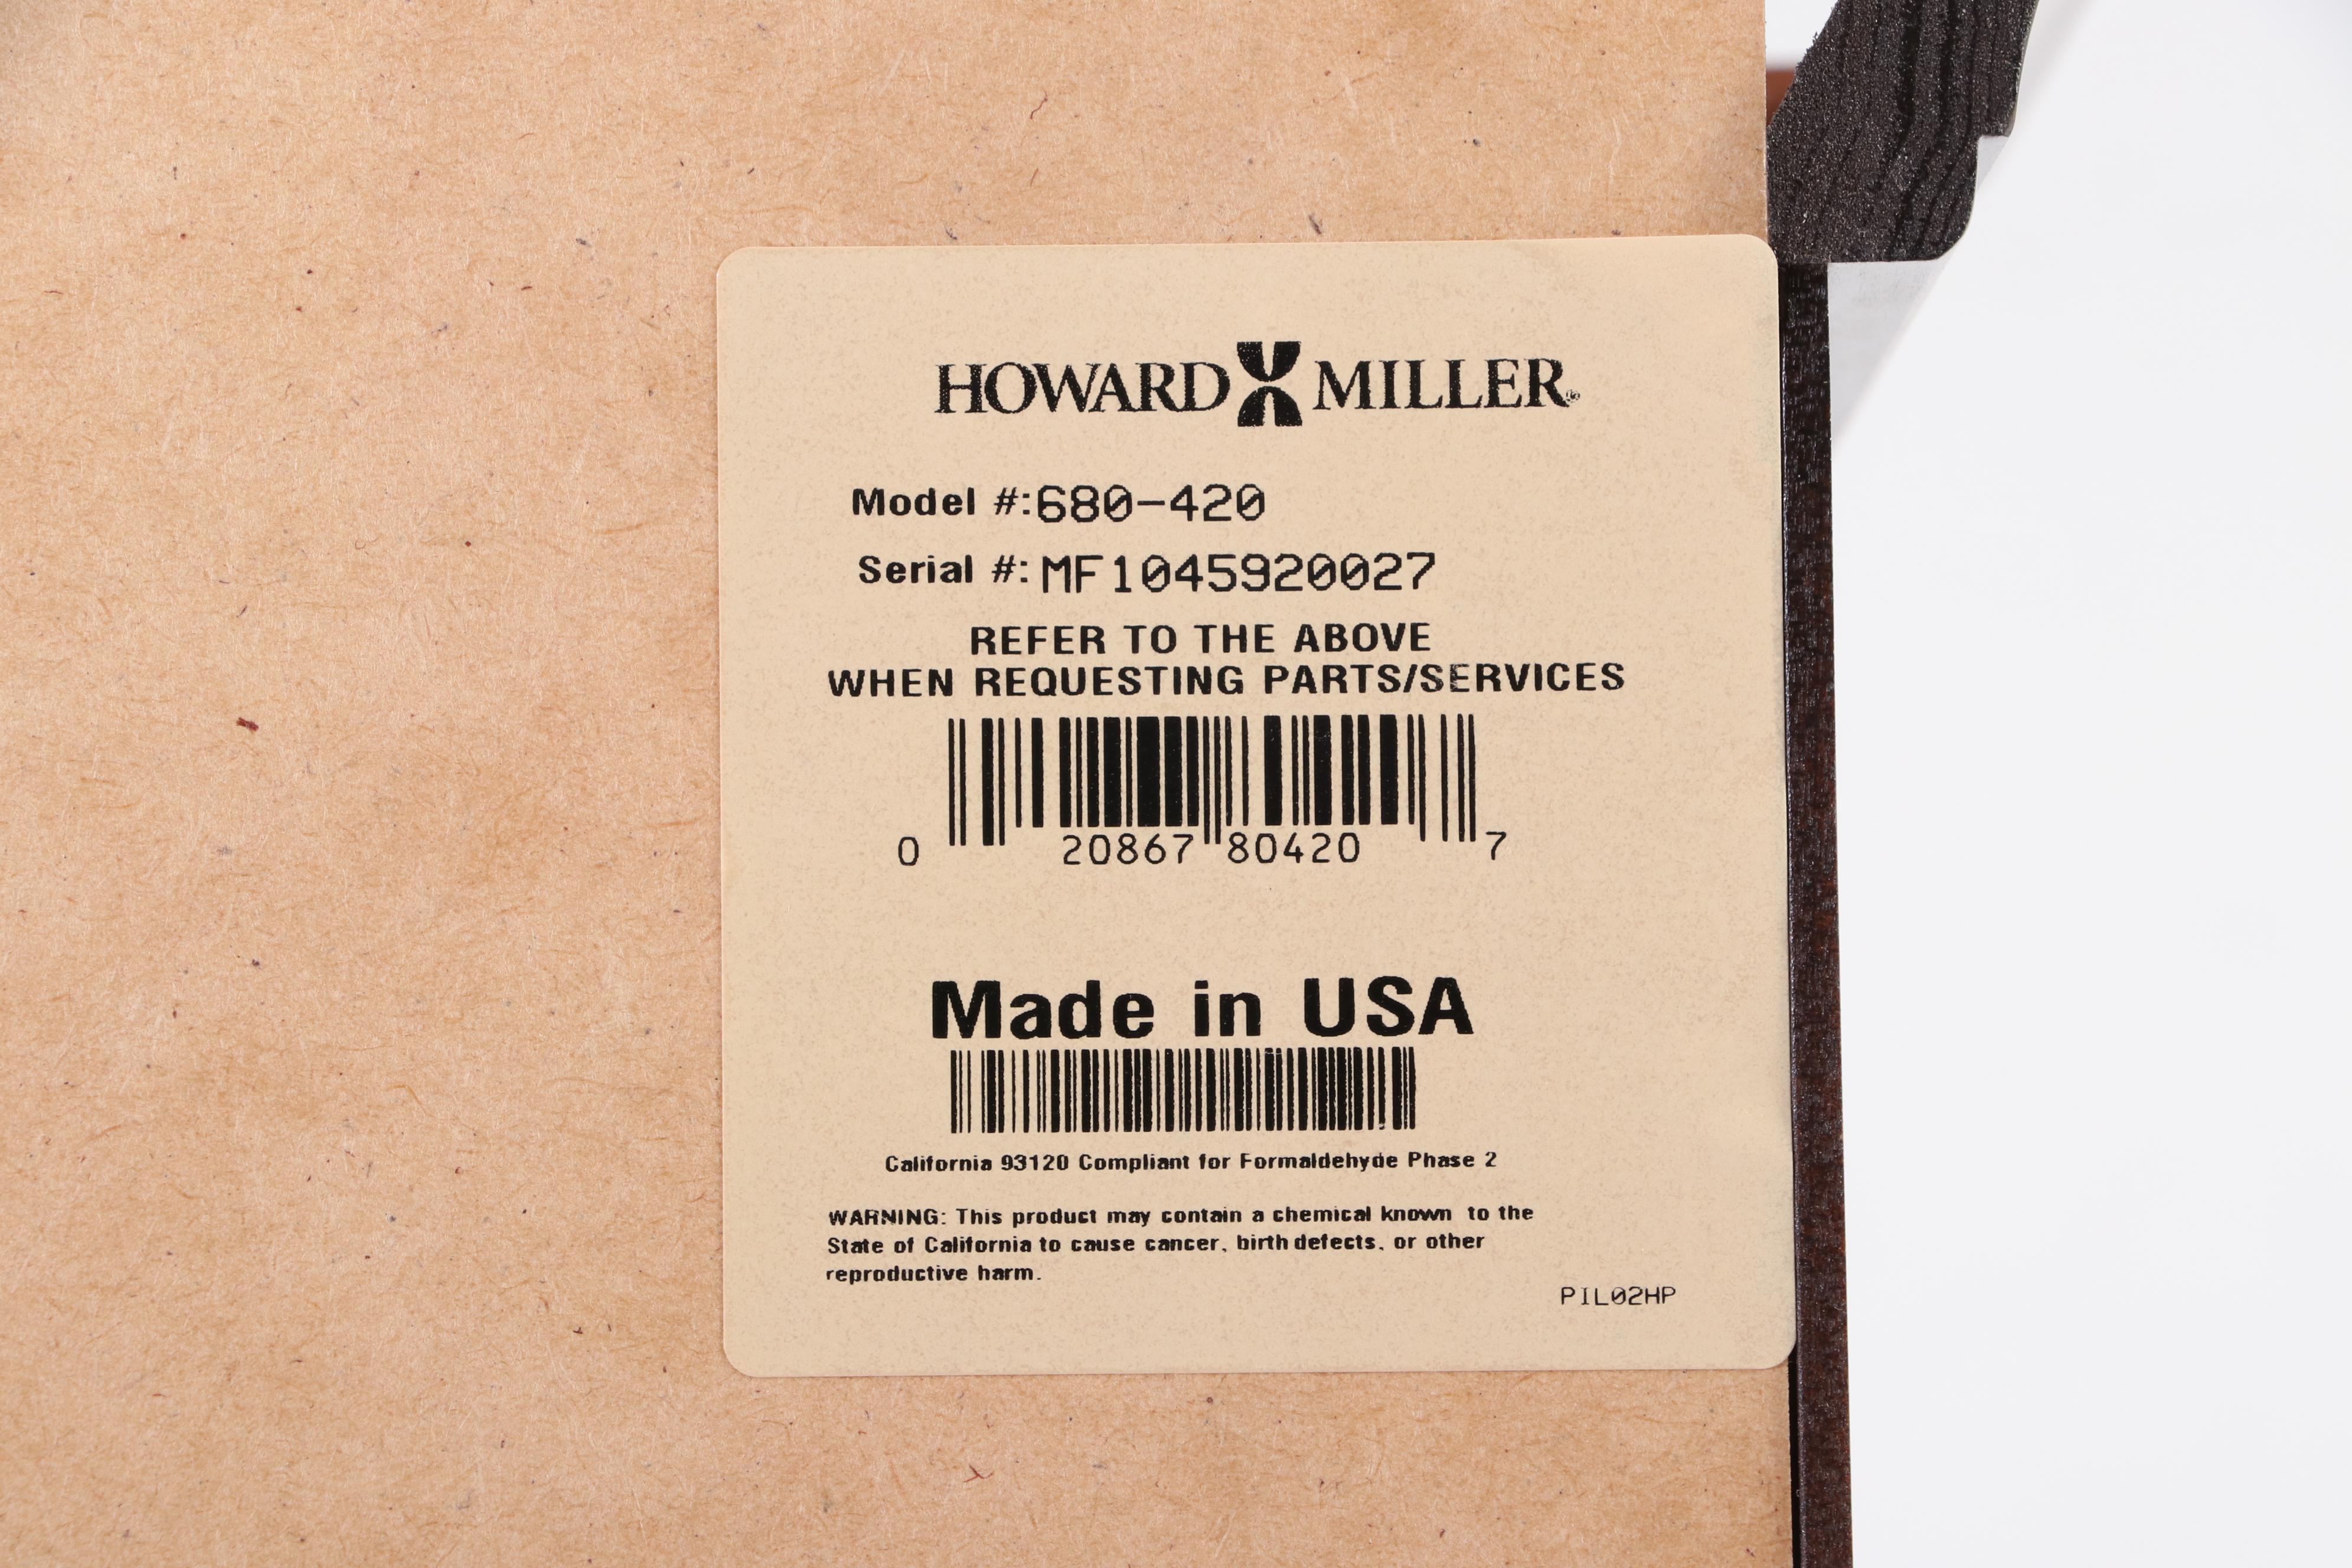 HOWARD MILLER®
Model #:680-420
Serial #: MF1045920027
REFER TO THE ABOVE
WHEN REQUESTING PARTS/SERVICES
0 20867 80420 7
Made in USA
California 93120 Compliant for Formaldehyde Phase 2
WARNING: This product may contain a chemical known to the
State of California to cause cancer, birth defects, or other
reproductive harm.
PIL02HP